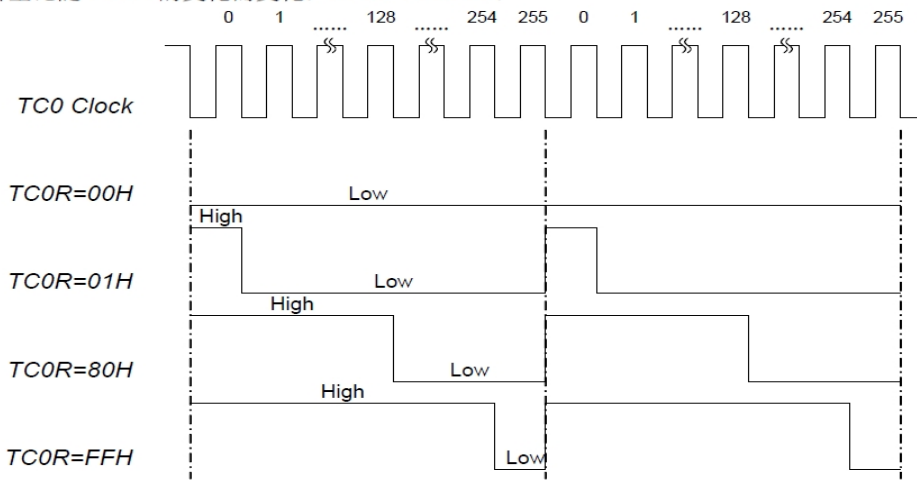 0 1 ...... 128 ...... 254 255 0 1 ...... 128 ...... 254 255
TC0 Clock
TC0R=00H
Low
High
TC0R=01H
Low
High
TC0R=80H
Low
High
TC0R=FFH
Low